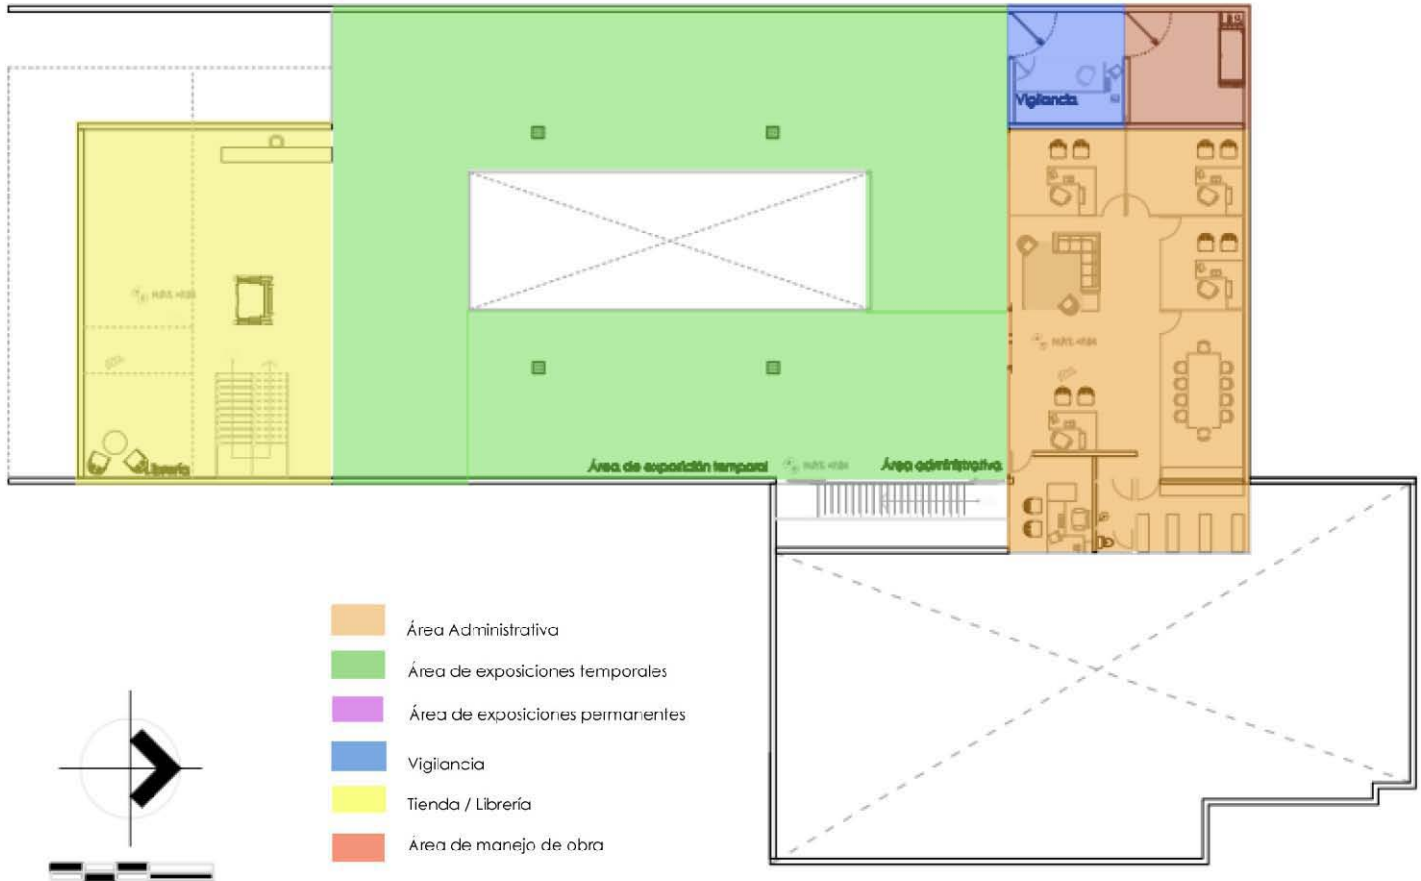 Vigilancia
Librería
Área de exposición temporal
Área administrativa
Área Administrativa
Área de exposiciones temporales
Área de exposiciones permanentes
Vigilancia
Tienda / Librería
Área de manejo de obra